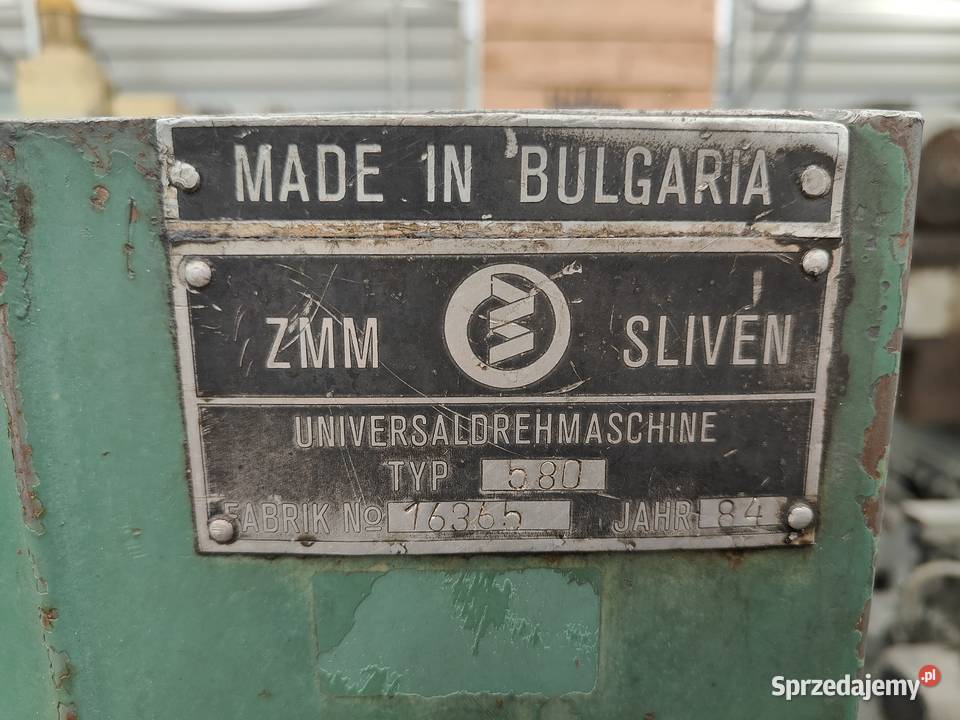 MADE IN BULGARIA
ZMM SLIVEN
UNIVERSALDREHMASCHINE
TYP 580
FABRIK № 16365 JAHR 84
Sprzedajemy.pl